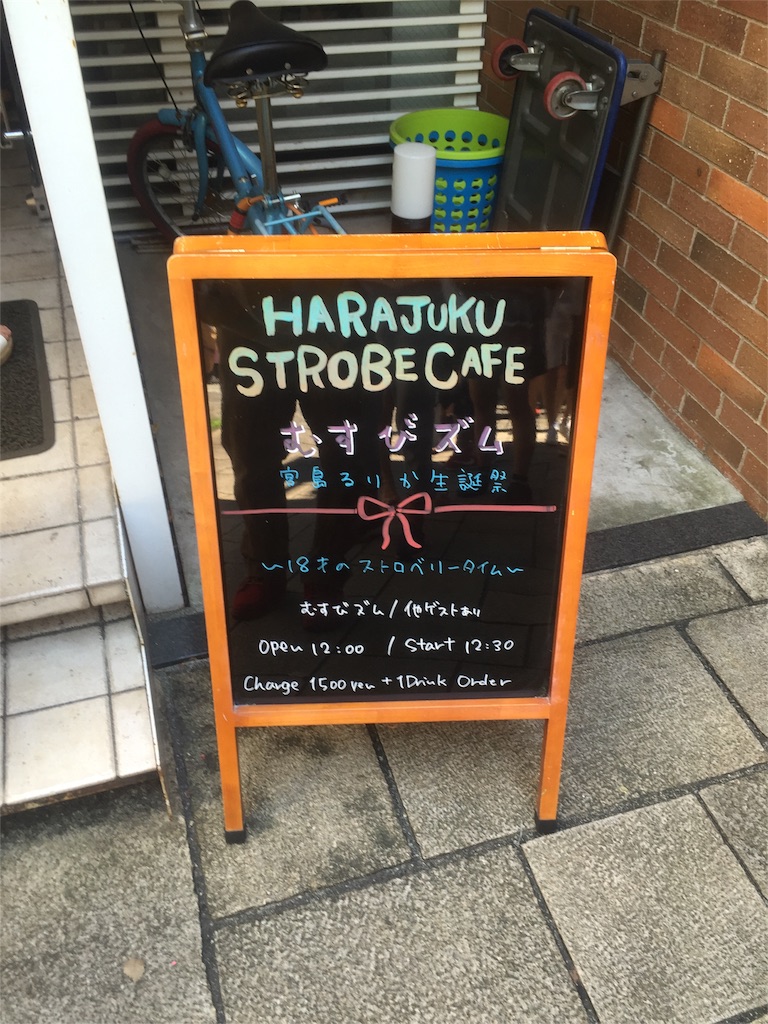 HARAJUKU
STROBE CAFE
むすびズム
宮島るりか生誕祭
〜18才のストロベリータイム〜
むすびズム/他ゲストあり
Open 12:00 / Start 12:30
Charge 1500yen +1Drink Order